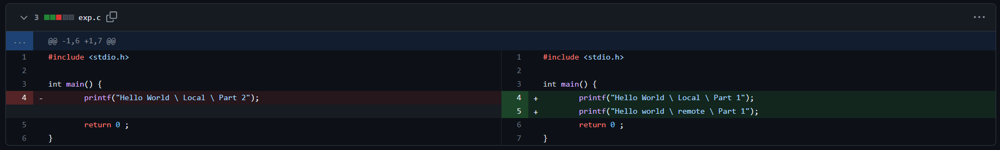 3 exp.c
... @@ -1,6 +1,7 @@
1 #include <stdio.h>
2
3 int main() {
4 - printf("Hello World \ Local \ Part 2");
5 return 0 ;
6 }
1 #include <stdio.h>
2
3 int main() {
4 + printf("Hello World \ Local \ Part 1");
5 + printf("Hello world \ remote \ Part 1");
6 return 0 ;
7 }